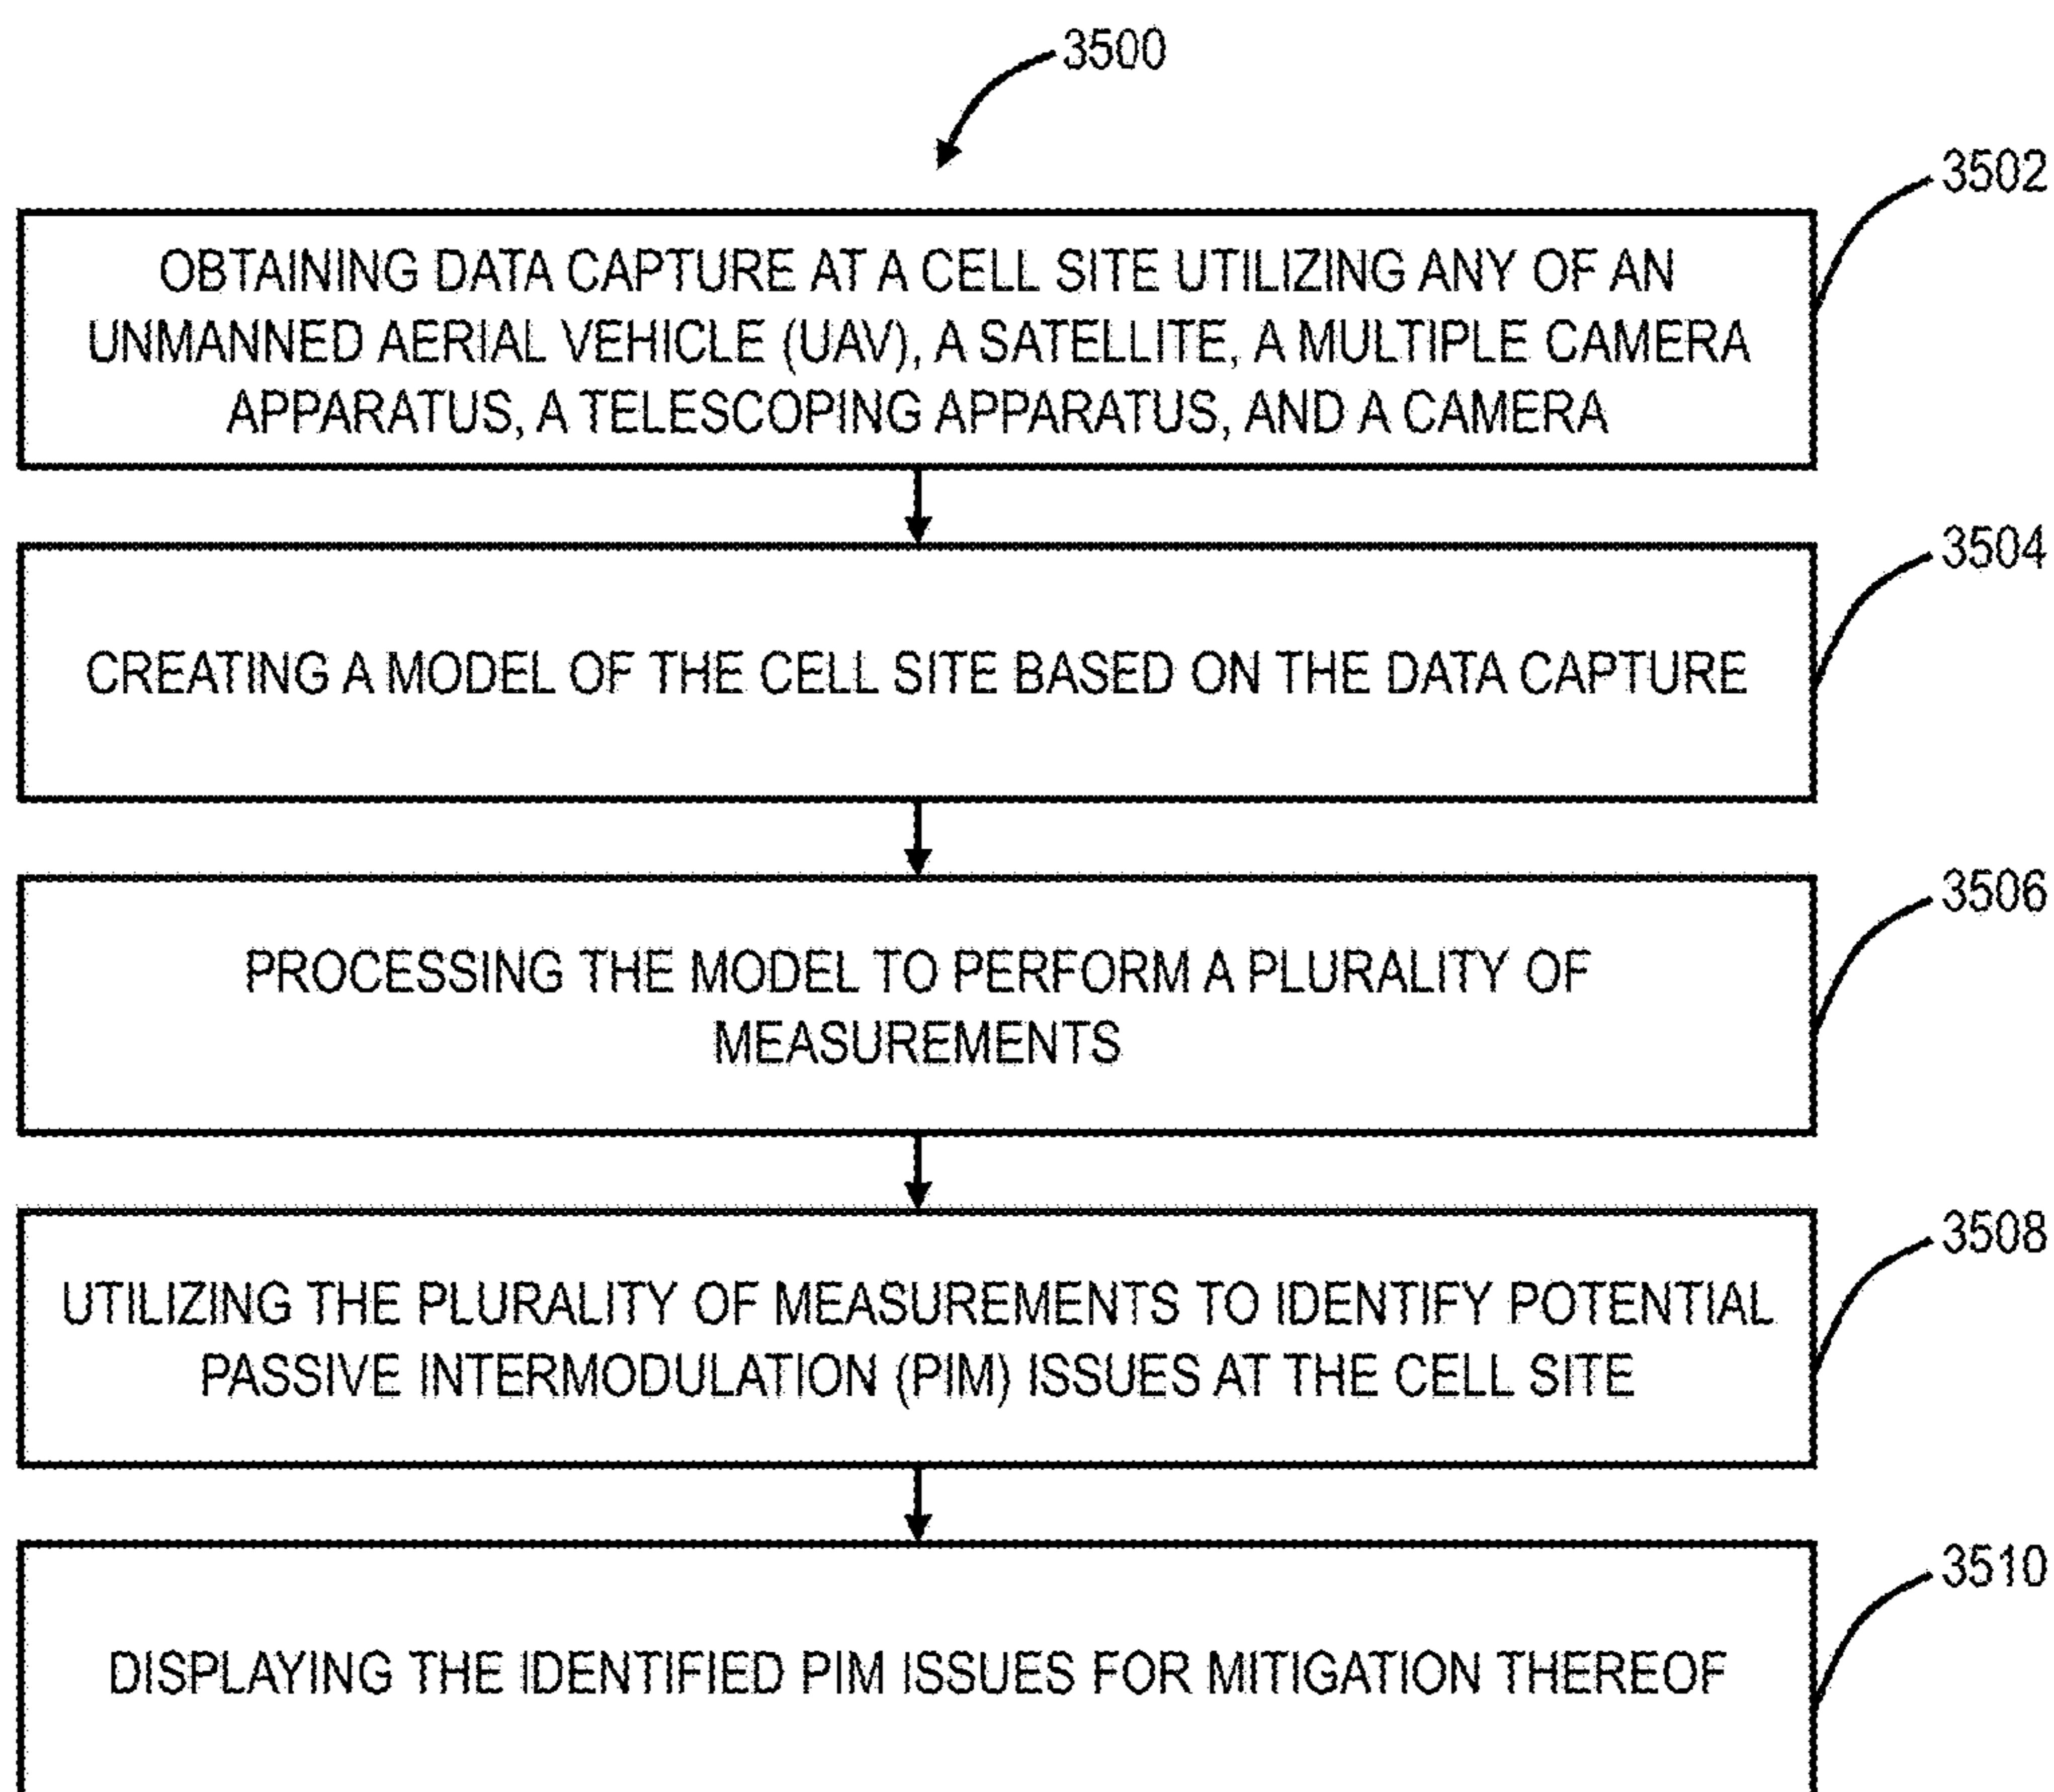 3500
3502
OBTAINING DATA CAPTURE AT A CELL SITE UTILIZING ANY OF AN
UNMANNED AERIAL VEHICLE (UAV), A SATELLITE, A MULTIPLE CAMERA
APPARATUS, A TELESCOPING APPARATUS, AND A CAMERA
3504
CREATING A MODEL OF THE CELL SITE BASED ON THE DATA CAPTURE
3506
PROCESSING THE MODEL TO PERFORM A PLURALITY OF
MEASUREMENTS
3508
UTILIZING THE PLURALITY OF MEASUREMENTS TO IDENTIFY POTENTIAL
PASSIVE INTERMODULATION (PIM) ISSUES AT THE CELL SITE
3510
DISPLAYING THE IDENTIFIED PIM ISSUES FOR MITIGATION THEREOF